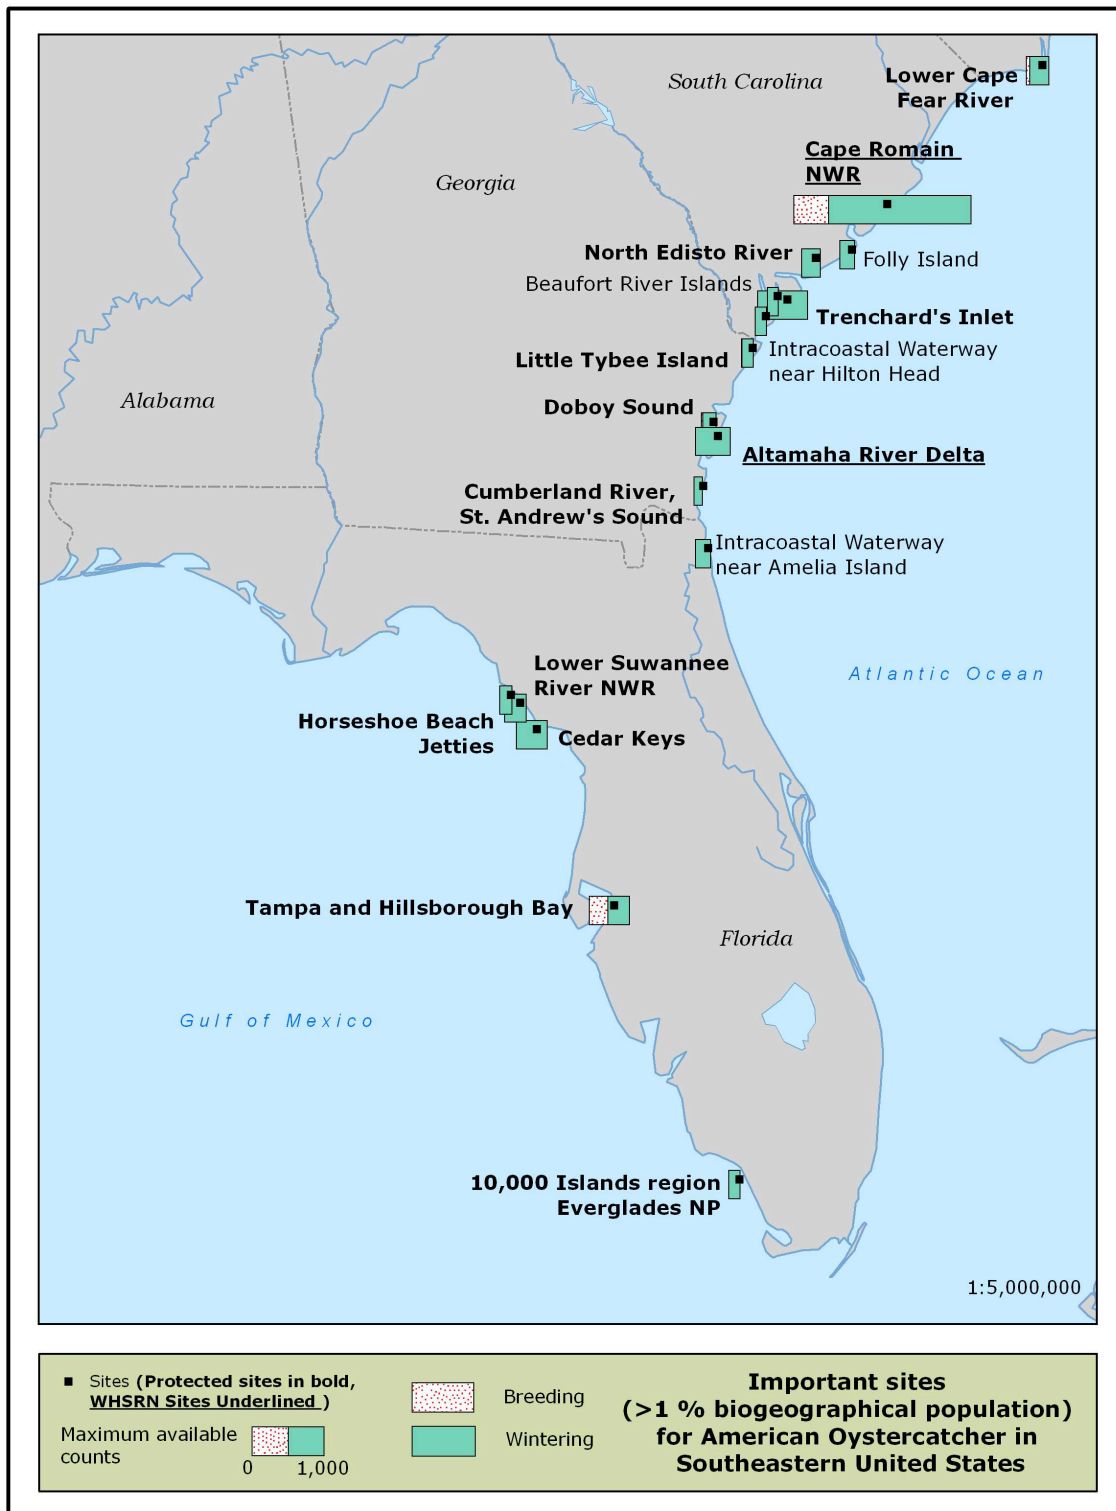 South Carolina
Lower Cape
Fear River
Cape Romain
NWR
Georgia
North Edisto River
Folly Island
Beaufort River Islands
Trenchard's Inlet
Little Tybee Island
Intracoastal Waterway
near Hilton Head
Alabama
Doboy Sound
Altamaha River Delta
Cumberland River,
St. Andrew's Sound
Intracoastal Waterway
near Amelia Island
Lower Suwannee
River NWR
Atlantic Ocean
Horseshoe Beach
Jetties
Cedar Keys
Tampa and Hillsborough Bay
Florida
Gulf of Mexico
10,000 Islands region
Everglades NP
1:5,000,000
Sites (Protected sites in bold,
WHSRN Sites Underlined )
Maximum available
counts
0 1,000
Breeding
Wintering
Important sites
(>1 % biogeographical population)
for American Oystercatcher in
Southeastern United States